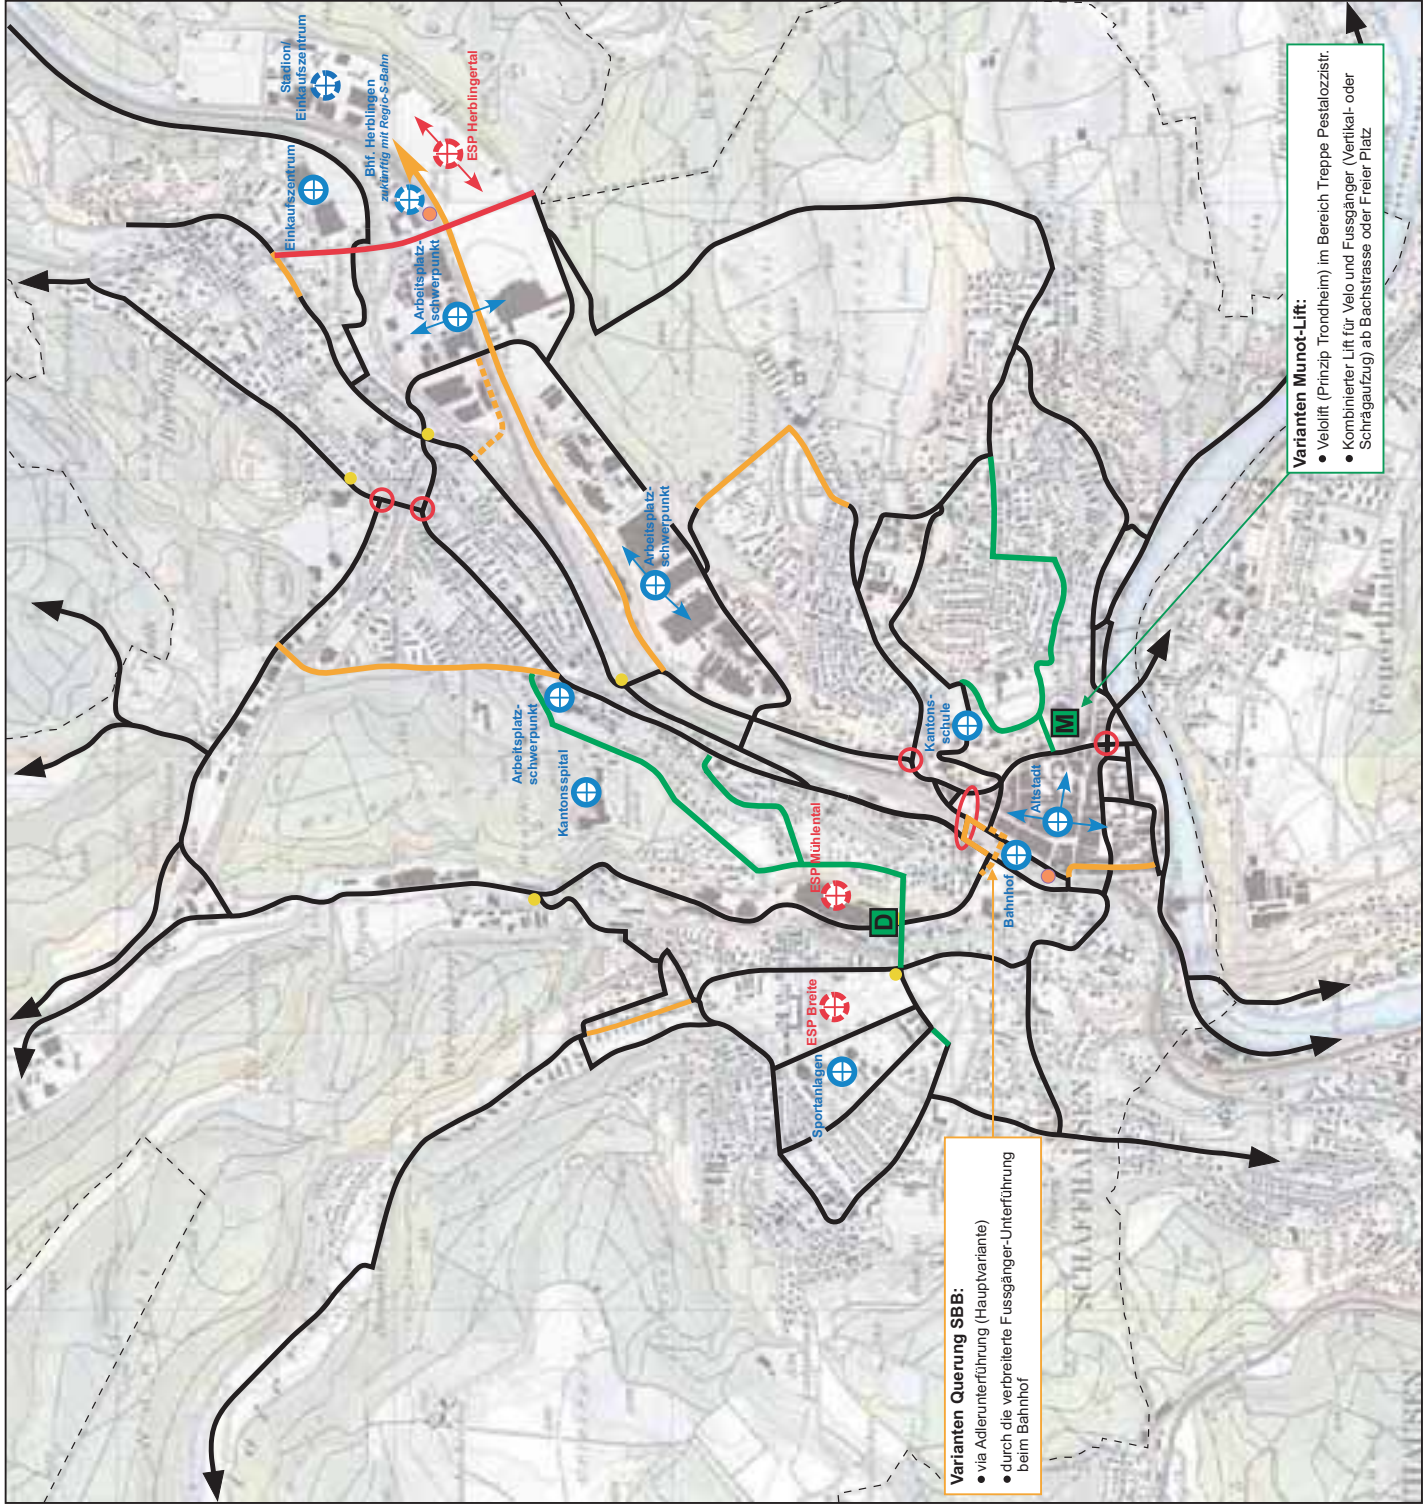 Stadion/
Einkaufszentrum
Einkaufszentrum
Bhf. Herblingen
zukünftig mit Regio-S-Bahn
ESP Herblingertal
Arbeitsplatz-
schwerpunkt
Arbeitsplatz-
schwerpunkt
Arbeitsplatz-
schwerpunkt
Kantonsspital
Kantons-
schule
ESP Mühlental
Altstadt
Bahnhof
ESP Breite
Sportanlagen
D
M
SCHAFFHAUSEN
Varianten Munot-Lift:
● Velolift (Prinzip Trondheim) im Bereich Treppe Pestalozzistr.
● Kombinierter Lift für Velo und Fussgänger (Vertikal- oder
Schrägaufzug) ab Bachstrasse oder Freier Platz
Varianten Querung SBB:
● via Adlerunterführung (Hauptvariante)
● durch die verbreiterte Fussgänger-Unterführung
beim Bahnhof